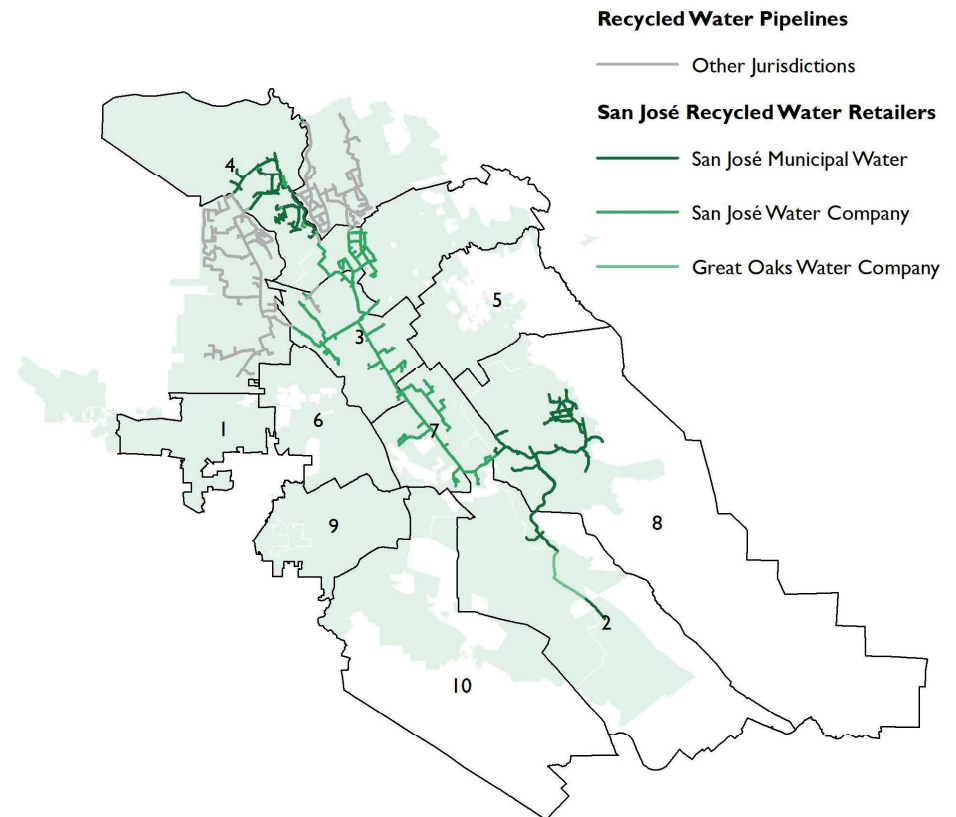 Recycled Water Pipelines
Other Jurisdictions
San José Recycled Water Retailers
San José Municipal Water
San José Water Company
Great Oaks Water Company
4
5
3
6
1
7
9
8
2
10